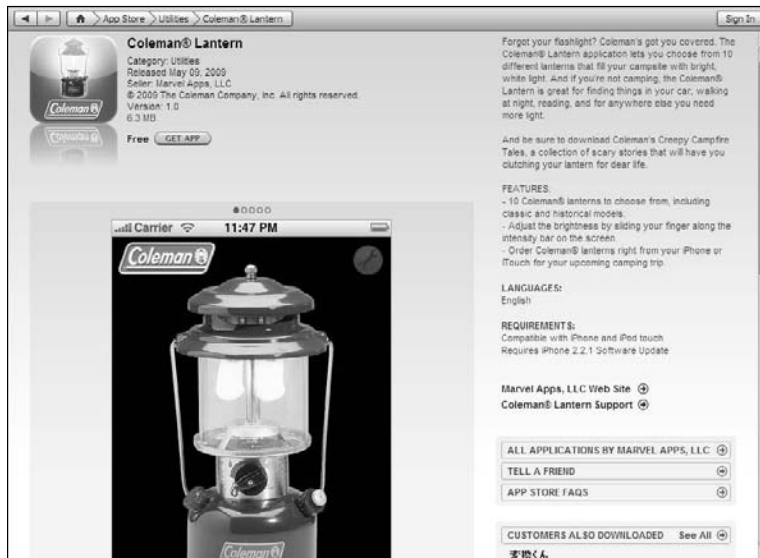 App Store
Utilities
Coleman® Lantern
Sign In
Coleman® Lantern
Category: Utilities
Released May 09, 2009
Seller: Marvel Apps, LLC
© 2009 The Coleman Company, Inc. All rights reserved.
Version: 1.0
6.3 MB
Free
GET APP
Coleman
Forgot your flashlight? Coleman's got you covered. The
Coleman® Lantern application lets you choose from 10
different lanterns that fill your campsite with bright,
white light. And if you're not camping, the Coleman®
Lantern is great for finding things in your car, walking
at night, reading, and for anywhere else you need
more light.
And be sure to download Coleman's Creepy Campfire
Tales, a collection of scary stories that will have you
clutching your lantern for dear life.
FEATURES:
- 10 Coleman® lanterns to choose from, including
classic and historical models.
- Adjust the brightness by sliding your finger along the
intensity bar on the screen.
- Order Coleman® lanterns right from your iPhone or
iTouch for your upcoming camping trip.
LANGUAGES:
English
REQUIREMENTS:
Compatible with iPhone and iPod touch
Requires iPhone 2.2.1 Software Update
Marvel Apps, LLC Web Site
Coleman® Lantern Support
ALL APPLICATIONS BY MARVEL APPS, LLC
TELL A FRIEND
APP STORE FAQS
CUSTOMERS ALSO DOWNLOADED See All
変換くん
Carrier 11:47 PM
Coleman
Coleman